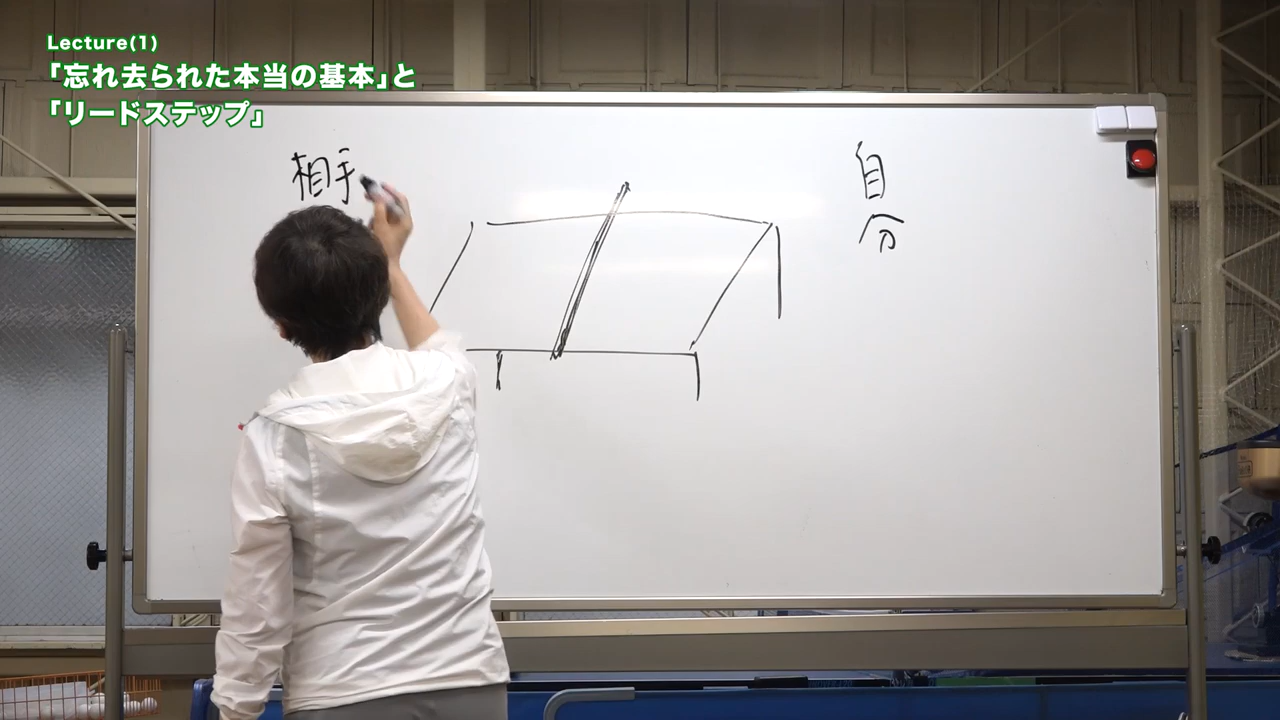 Lecture(1)
「忘れ去られた本当の基本」と
「リードステップ」
相手
自
分